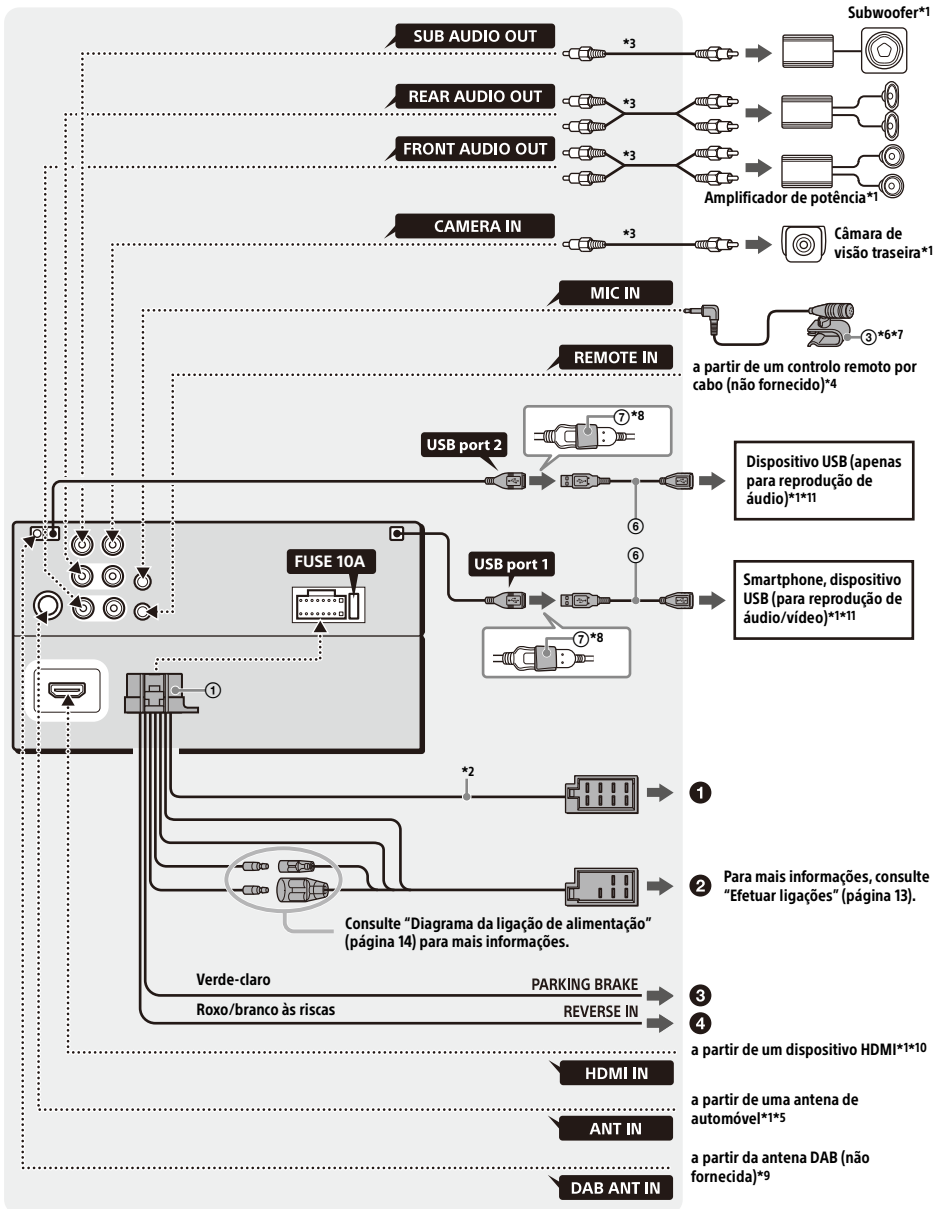 Subwoofer*1
SUB AUDIO OUT
*3
REAR AUDIO OUT
*3
FRONT AUDIO OUT
*3
Amplificador de potência*1
CAMERA IN
*3
Câmara de
visão traseira*1
MIC IN
③*6*7
REMOTE IN
a partir de um controlo remoto por
cabo (não fornecido)*4
⑦*8
USB port 2
Dispositivo USB (apenas
para reprodução de
áudio)*1*11
⑥
FUSE 10A
USB port 1
⑥
Smartphone, dispositivo
USB (para reprodução de
áudio/vídeo)*1*11
⑦*8
①
*2
❶
❷
Para mais informações, consulte
“Efetuar ligações” (página 13).
Consulte “Diagrama da ligação de alimentação”
(página 14) para mais informações.
Verde-claro PARKING BRAKE ❸
Roxo/branco às riscas REVERSE IN ❹
a partir de um dispositivo HDMI*1*10
HDMI IN
a partir de uma antena de
automóvel*1*5
ANT IN
a partir da antena DAB (não
fornecida)*9
DAB ANT IN